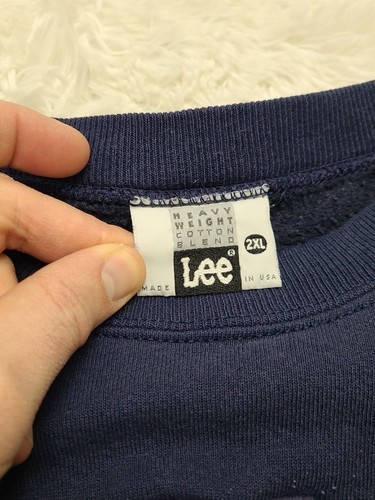 HEAVY
WEIGHT
COTTON
BLEND
2XL
Lee®
MADE IN USA